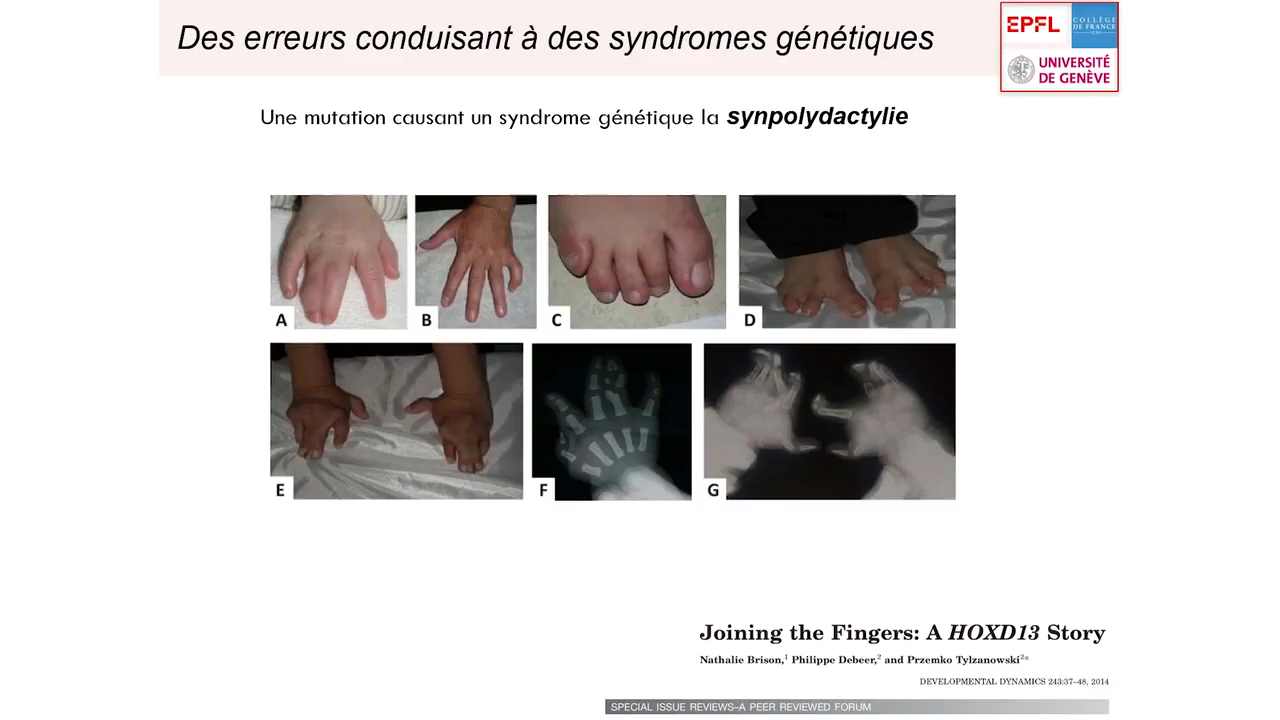 Des erreurs conduisant à des syndromes génétiques
EPFL
COLLÈGE
DE FRANCE
1530
UNIVERSITÉ
DE GENÈVE
Une mutation causant un syndrome génétique la synpolydactylie
A
B
C
D
E
F
G
Joining the Fingers: A HOXD13 Story
Nathalie Brison,1 Philippe Debeer,2 and Przemko Tylzanowski2*
DEVELOPMENTAL DYNAMICS 243:37–48, 2014
SPECIAL ISSUE REVIEWS–A PEER REVIEWED FORUM